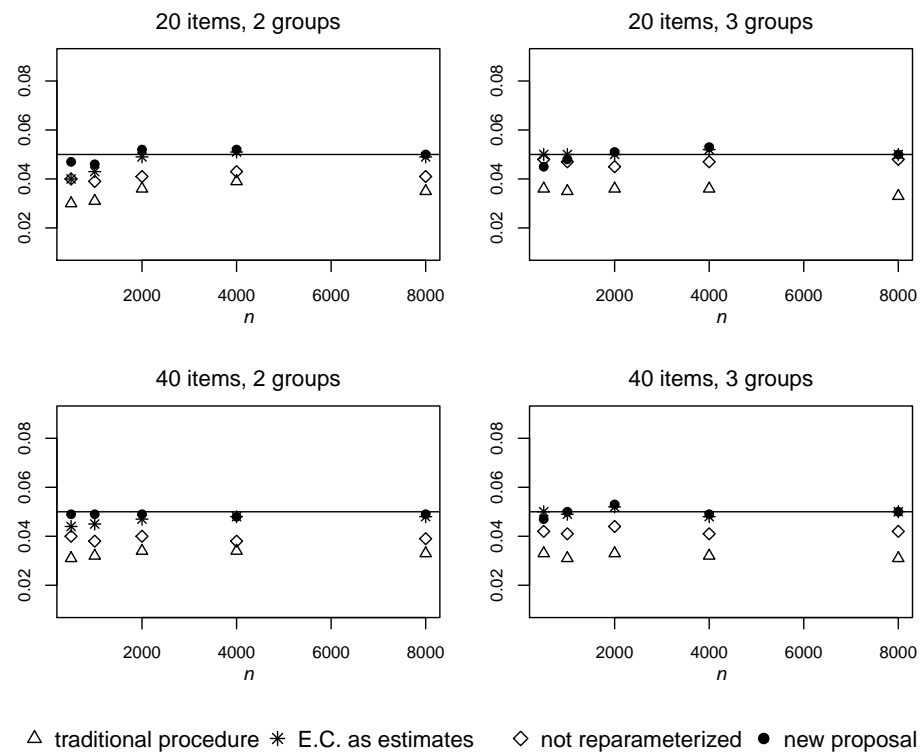 20 items, 2 groups
0.08
0.06
0.04
0.02
2000 4000 6000 8000
n
20 items, 3 groups
0.08
0.06
0.04
0.02
2000 4000 6000 8000
n
40 items, 2 groups
0.08
0.06
0.04
0.02
2000 4000 6000 8000
n
40 items, 3 groups
0.08
0.06
0.04
0.02
2000 4000 6000 8000
n
traditional procedure E.C. as estimates not reparameterized new proposal